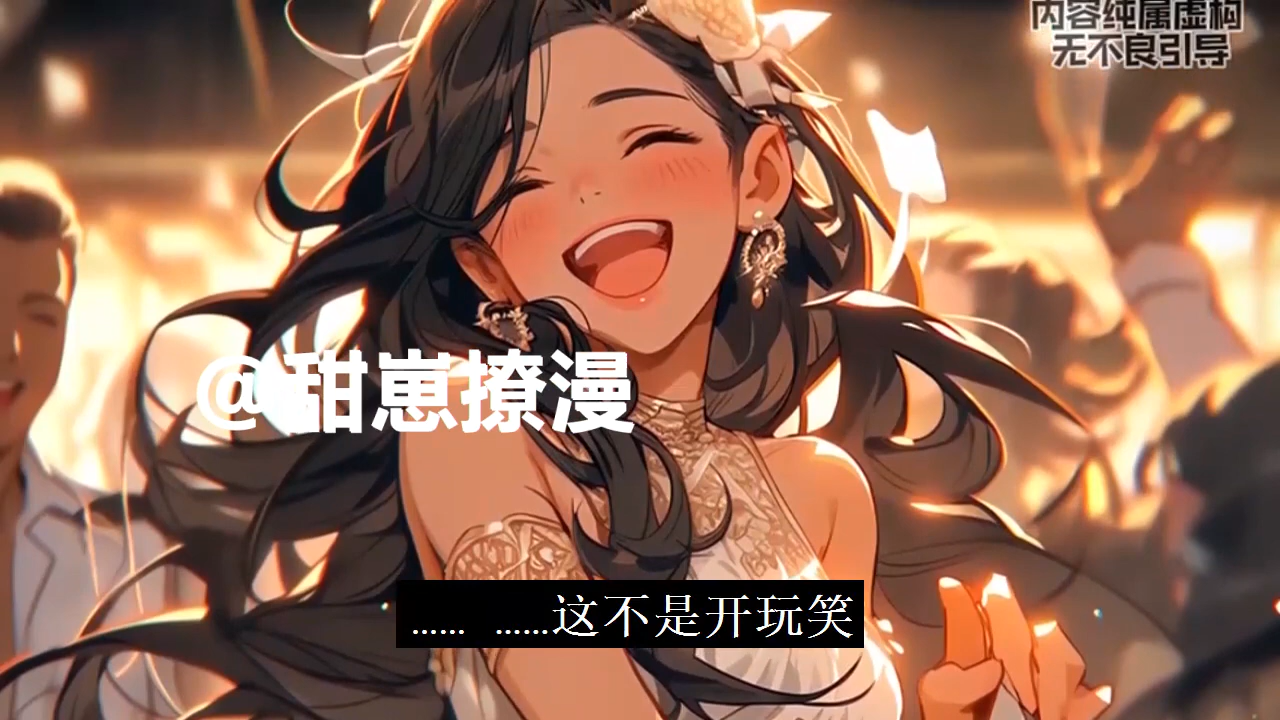 内容纯属虚构
无不良引导
@甜崽撩漫
…… ……这不是开玩笑